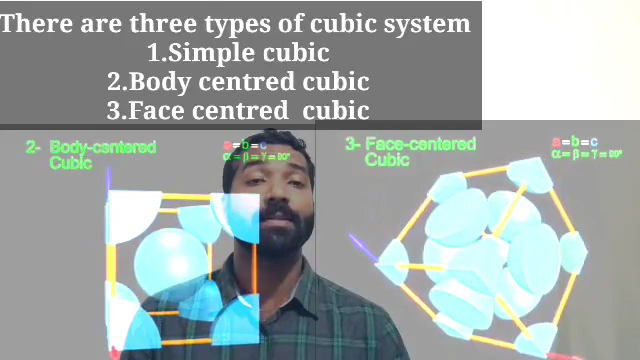 There are three types of cubic system
1.Simple cubic
2.Body centred cubic
3.Face centred  cubic
2- Body-centered
Cubic
a=b=c
α = β = γ = 90°
3- Face-centered
Cubic
a=b=c
α = β = γ = 90°